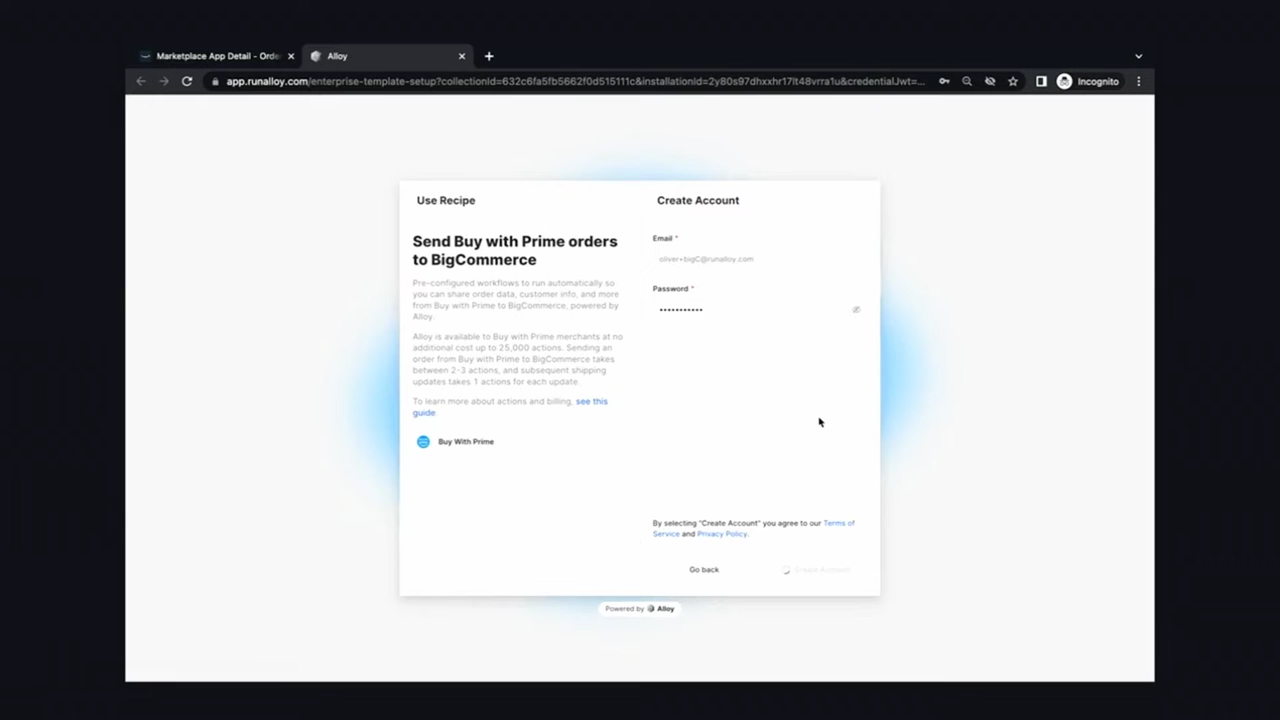 Marketplace App Detail - Orde
Alloy
app.runalloy.com/enterprise-template-setup?collectionId=632c6fa5fb5662f0d515111c&installationId=2y80s97dhxxhr17lt48vrra1u&credentialJwt=...
Incognito
Use Recipe
Send Buy with Prime orders
to BigCommerce
Pre-configured workflows to run automatically so
you can share order data, customer info, and more
from Buy with Prime to BigCommerce, powered by
Alloy.
Alloy is available to Buy with Prime merchants at no
additional cost up to 25,000 actions. Sending an
order from Buy with Prime to BigCommerce takes
between 2-3 actions, and subsequent shipping
updates takes 1 actions for each update.
To learn more about actions and billing, see this
guide.
Buy With Prime
Create Account
Email *
oliver+bigC@runalloy.com
Password *
•••••••••••
By selecting "Create Account" you agree to our Terms of
Service and Privacy Policy.
Go back
Create Account
Powered by Alloy